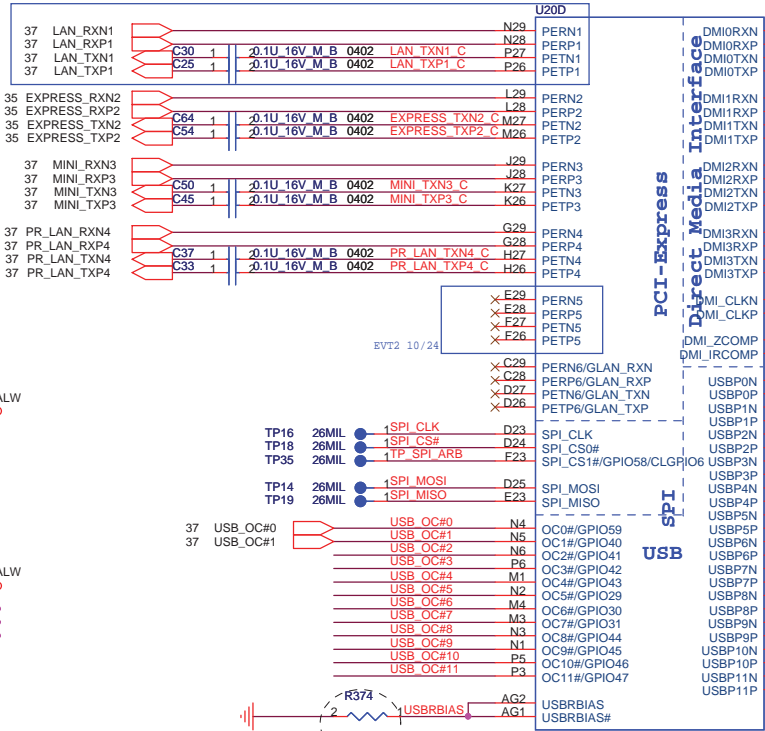 U20D
37 LAN_RXN1 N29 PERN1 DMI0RXN
37 LAN_RXP1 N28 PERP1 DMI0RXP
37 LAN_TXN1 C30 1 2 0.1U_16V_M_B 0402 LAN_TXN1_C P27 PETN1 DMI0TXN
37 LAN_TXP1 C25 1 2 0.1U_16V_M_B 0402 LAN_TXP1_C P26 PETP1 DMI0TXP
35 EXPRESS_RXN2 L29 PERN2 DMI1RXN
35 EXPRESS_RXP2 L28 PERP2 DMI1RXP
35 EXPRESS_TXN2 C64 1 2 0.1U_16V_M_B 0402 EXPRESS_TXN2_C M27 PETN2 DMI1TXN
35 EXPRESS_TXP2 C54 1 2 0.1U_16V_M_B 0402 EXPRESS_TXP2_C M26 PETP2 DMI1TXP
37 MINI_RXN3 J29 PERN3 DMI2RXN
37 MINI_RXP3 J28 PERP3 DMI2RXP
37 MINI_TXN3 C50 1 2 0.1U_16V_M_B 0402 MINI_TXN3_C K27 PETN3 DMI2TXN
37 MINI_TXP3 C45 1 2 0.1U_16V_M_B 0402 MINI_TXP3_C K26 PETP3 DMI2TXP
37 PR_LAN_RXN4 G29 PERN4 DMI3RXN
37 PR_LAN_RXP4 G28 PERP4 DMI3RXP
37 PR_LAN_TXN4 C37 1 2 0.1U_16V_M_B 0402 PR_LAN_TXN4_C H27 PETN4 DMI3TXN
37 PR_LAN_TXP4 C33 1 2 0.1U_16V_M_B 0402 PR_LAN_TXP4_C H26 PETP4 DMI3TXP
PCI-Express
Direct Media Interface
E29 PERN5 DMI_CLKN
E28 PERP5 DMI_CLKP
F27 PETN5
F26 PETP5 DMI_ZCOMP
EVT2 10/24
DMI_IRCOMP
C29 PERN6/GLAN_RXN
C28 PERP6/GLAN_RXP USBP0N
D27 PETN6/GLAN_TXN USBP0P
D26 PETP6/GLAN_TXP USBP1N
ALW
USBP1P
TP16 26MIL 1 SPI_CLK D23 SPI_CLK USBP2N
TP18 26MIL 1 SPI_CS# D24 SPI_CS0# USBP2P
TP35 26MIL 1 TP_SPI_ARB F23 SPI_CS1#/GPIO58/CLGPIO6 USBP3N
USBP3P
TP14 26MIL 1 SPI_MOSI D25 SPI_MOSI USBP4N
TP19 26MIL 1 SPI_MISO E23 SPI_MISO USBP4P
SPI
USBP5N
37 USB_OC#0 USB_OC#0 N4 OC0#/GPIO59 USBP5P
37 USB_OC#1 USB_OC#1 N5 OC1#/GPIO40 USBP6N
USB_OC#2 N6 OC2#/GPIO41 USB USBP6P
USB_OC#3 P6 OC3#/GPIO42 USBP7N
ALW
USB_OC#4 M1 OC4#/GPIO43 USBP7P
USB_OC#5 N2 OC5#/GPIO29 USBP8N
USB_OC#6 M4 OC6#/GPIO30 USBP8P
USB_OC#7 M3 OC7#/GPIO31 USBP9N
USB_OC#8 N3 OC8#/GPIO44 USBP9P
USB_OC#9 N1 OC9#/GPIO45 USBP10N
USB_OC#10 P5 OC10#/GPIO46 USBP10P
USB_OC#11 P3 OC11#/GPIO47 USBP11N
USBP11P
R374
AG2 USBRBIAS
2 1 USBRBIAS AG1 USBRBIAS#